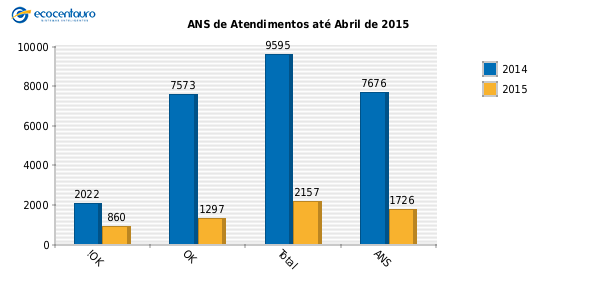 ecocentauro
ANS de Atendimentos até Abril de 2015
10000
8000
6000
4000
2000
0
2022
860
7573
1297
9595
2157
7676
1726
!OK
OK
Total
ANS
2014
2015